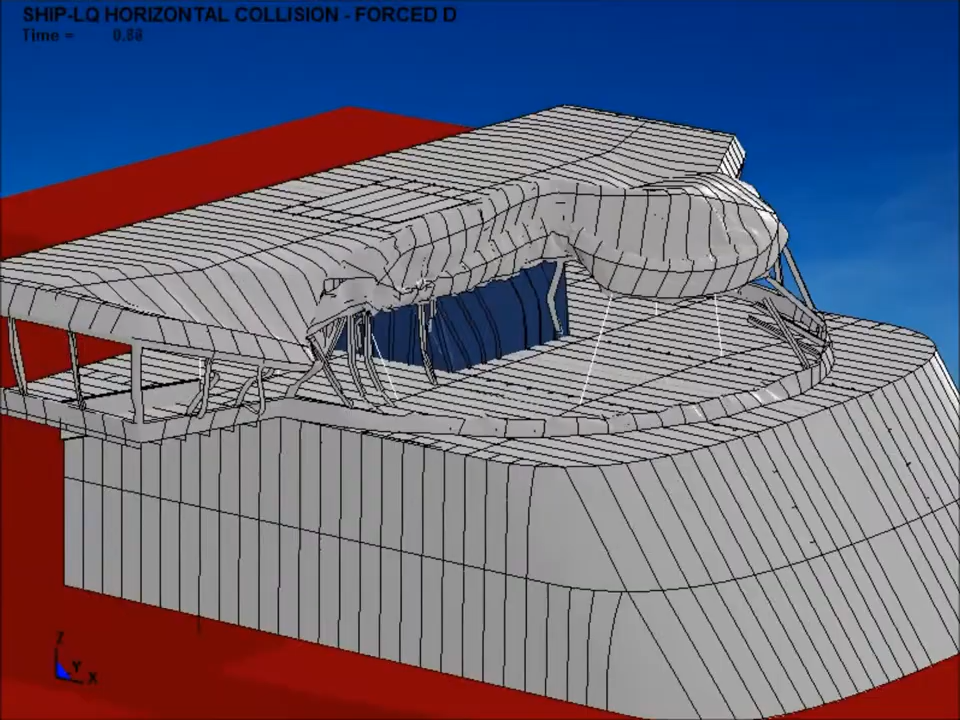 SHIP-LQ HORIZONTAL COLLISION - FORCED D
Time = 0.88
Z
Y
X